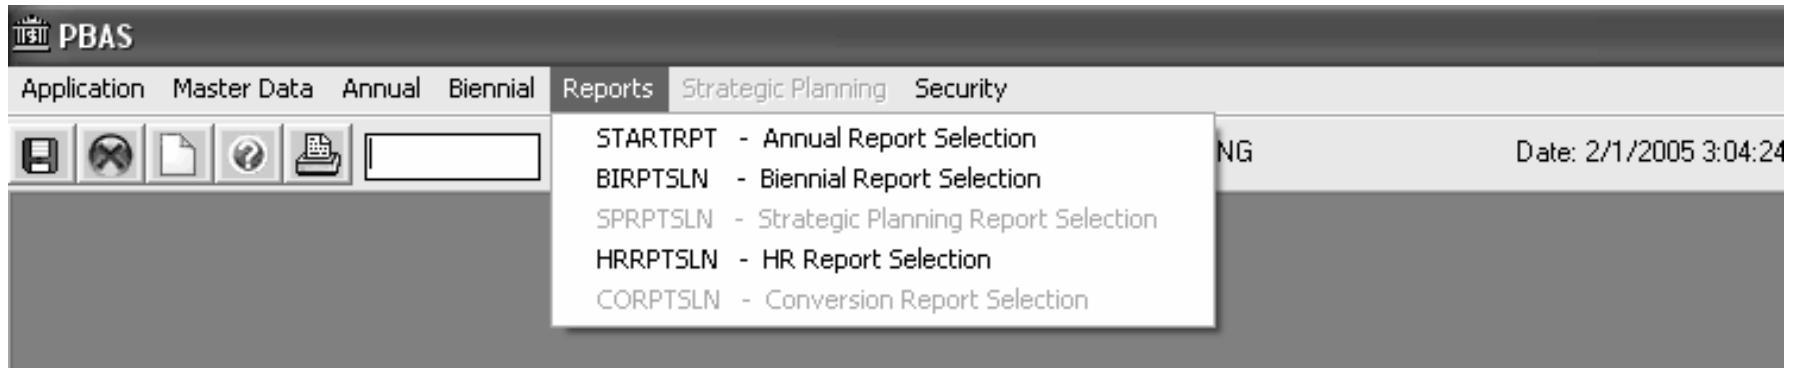 PBAS
Application Master Data Annual Biennial Reports Strategic Planning Security
STARTRPT - Annual Report Selection
NG Date: 2/1/2005 3:04:24
BIRPTSLN - Biennial Report Selection
SPRPTSLN - Strategic Planning Report Selection
HRRPTSLN - HR Report Selection
CORPTSLN - Conversion Report Selection